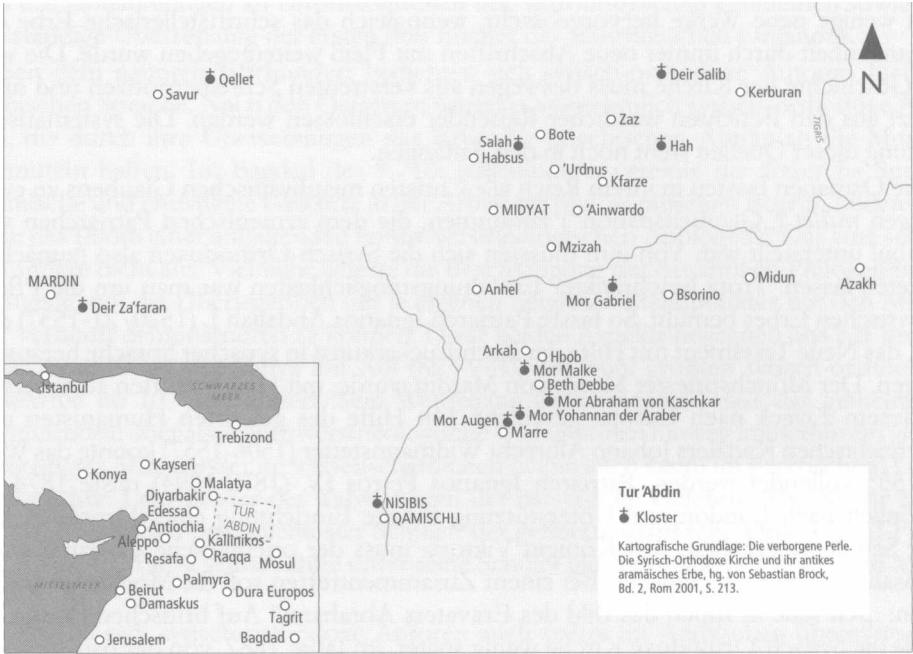 Qellet
Savur
Deir Salib
Kerburan
N
TIGRIS
Zaz
Bote
Salah
Habsus
Hah
Urdnus
Kfarze
MIDYAT
'Ainwardo
Mzizah
MARDIN
Deir Za'faran
Anhel
Mor Gabriel
Bsorino
Midun
Azakh
Arkah
Hbob
Mor Malke
Beth Debbe
Mor Abraham von Kaschkar
Mor Augen
Mor Yohannan der Araber
M'arre
NISIBIS
QAMISCHLI
Istanbul
SCHWARZES
MEER
Trebizond
Konya
Kayseri
Malatya
Diyarbakir
Edessa
TUR
'ABDIN
Antiochia
Aleppo
Kallinikos
Resafa
Raqqa
Mosul
MITTELMEER
Palmyra
Beirut
Damaskus
Dura Europos
Tagrit
Jerusalem
Bagdad
Tur 'Abdin
Kloster
Kartografische Grundlage: Die verborgene Perle.
Die Syrisch-Orthodoxe Kirche und ihr antikes
aramäisches Erbe, hg. von Sebastian Brock,
Bd. 2, Rom 2001, S. 213.